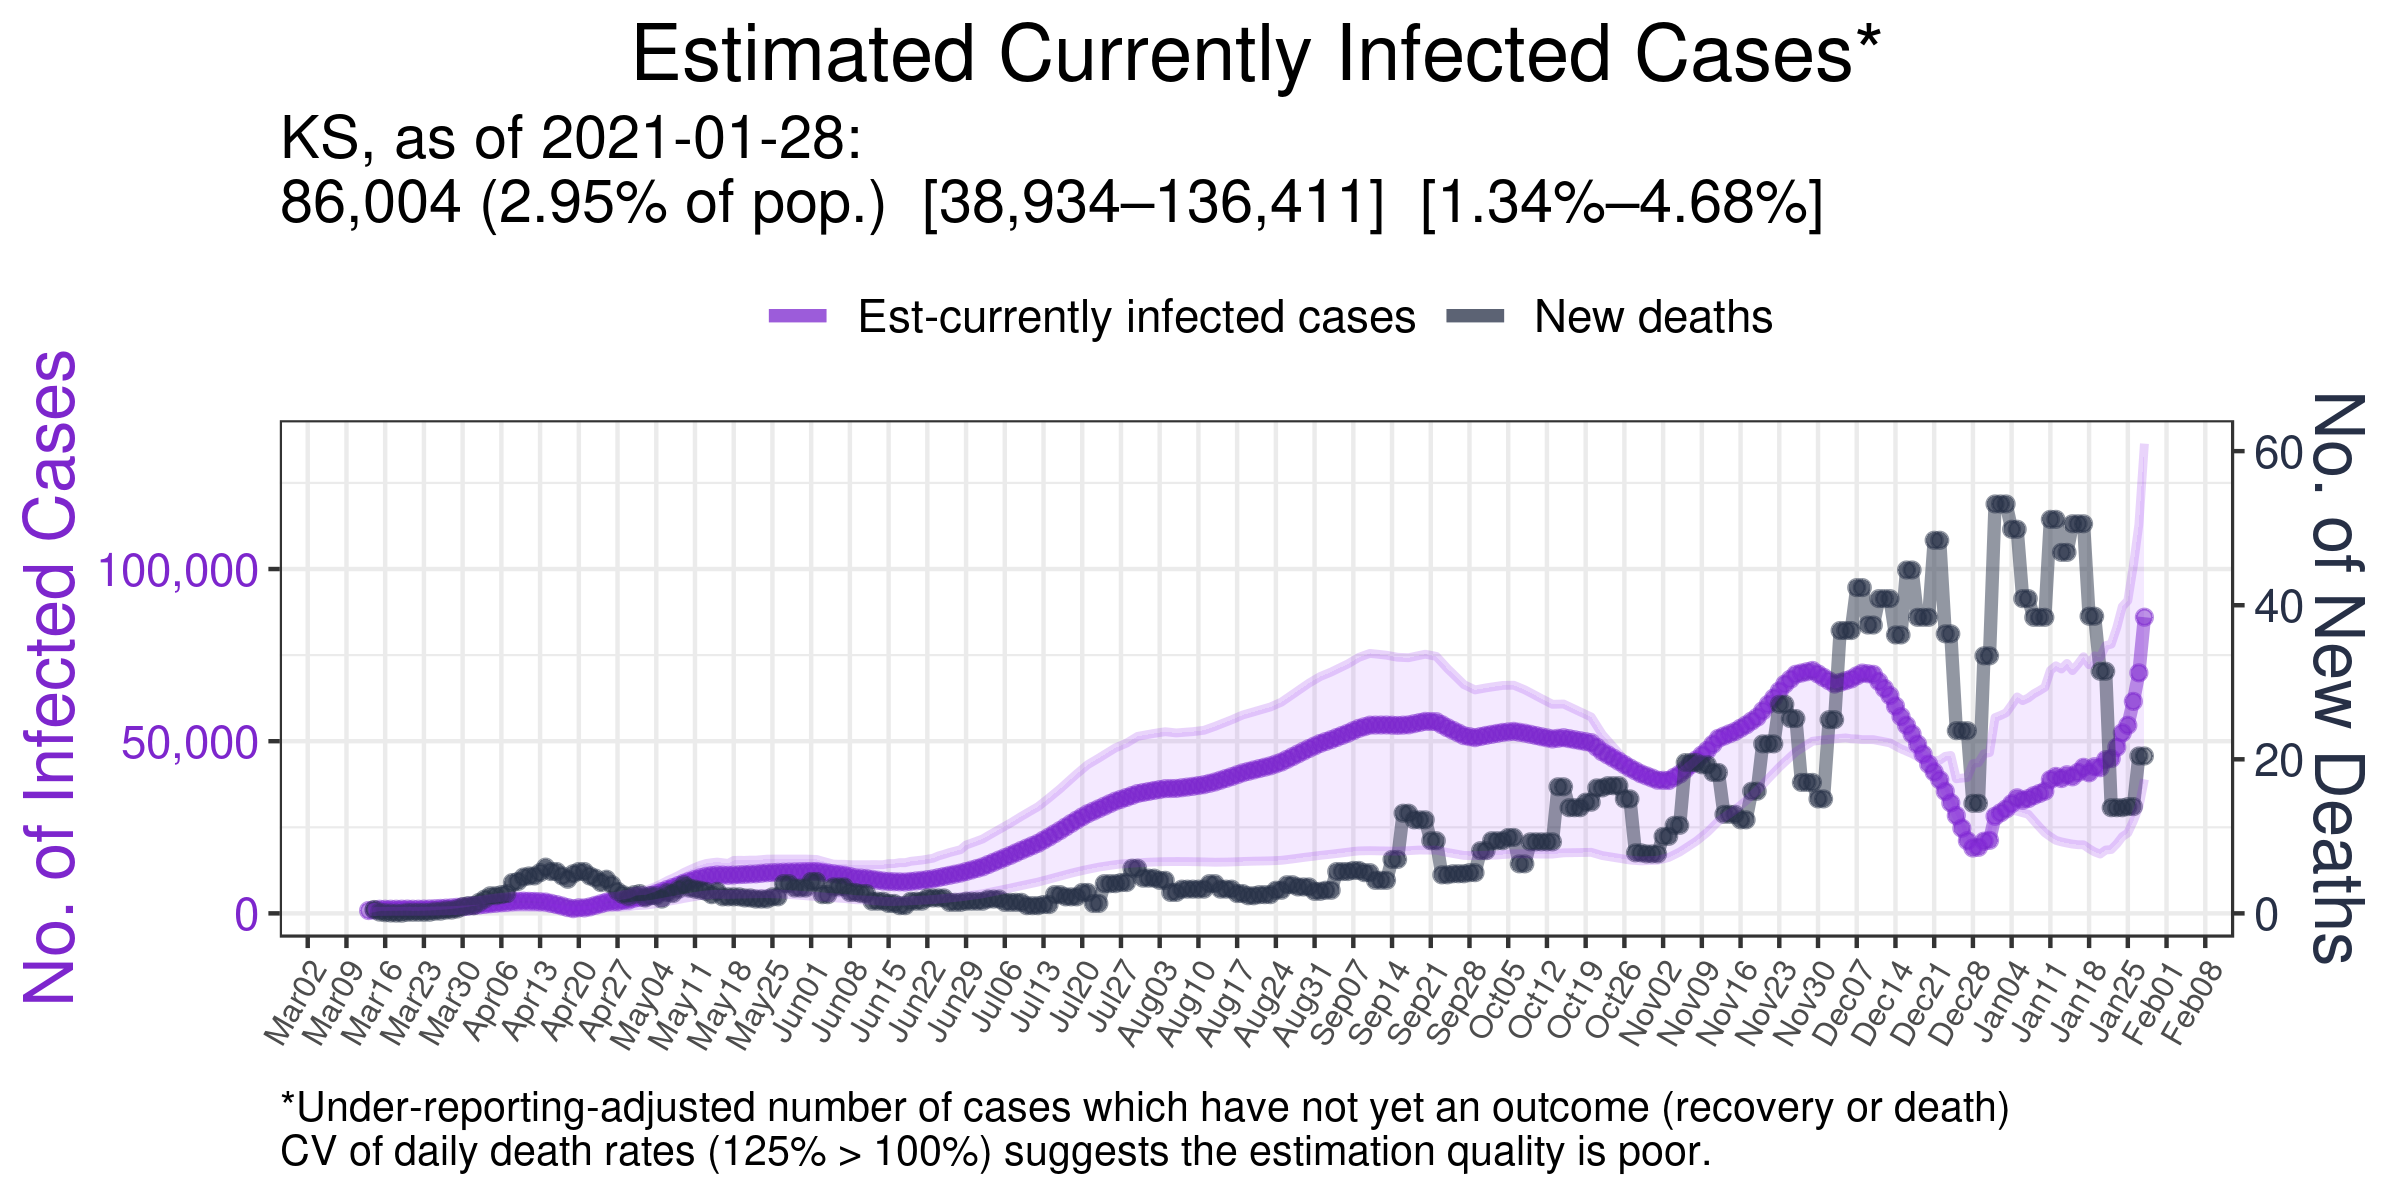 Estimated Currently Infected Cases*
KS, as of 2021-01-28:
86,004 (2.95% of pop.)  [38,934–136,411]  [1.34%–4.68%]
Est-currently infected cases
New deaths
No. of Infected Cases
100,000
50,000
0
60
40
20
0
No. of New Deaths
Mar02
Mar09
Mar16
Mar23
Mar30
Apr06
Apr13
Apr20
Apr27
May04
May11
May18
May25
Jun01
Jun08
Jun15
Jun22
Jun29
Jul06
Jul13
Jul20
Jul27
Aug03
Aug10
Aug17
Aug24
Aug31
Sep07
Sep14
Sep21
Sep28
Oct05
Oct12
Oct19
Oct26
Nov02
Nov09
Nov16
Nov23
Nov30
Dec07
Dec14
Dec21
Dec28
Jan04
Jan11
Jan18
Jan25
Feb01
Feb08
*Under-reporting-adjusted number of cases which have not yet an outcome (recovery or death)
CV of daily death rates (125% > 100%) suggests the estimation quality is poor.